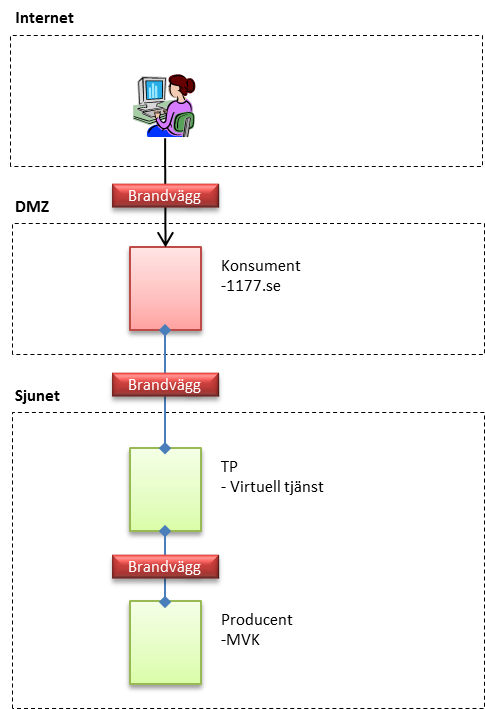 Internet
Brandvägg
DMZ
Konsument
-1177.se
Brandvägg
Sjunet
TP
- Virtuell tjänst
Brandvägg
Producent
-MVK